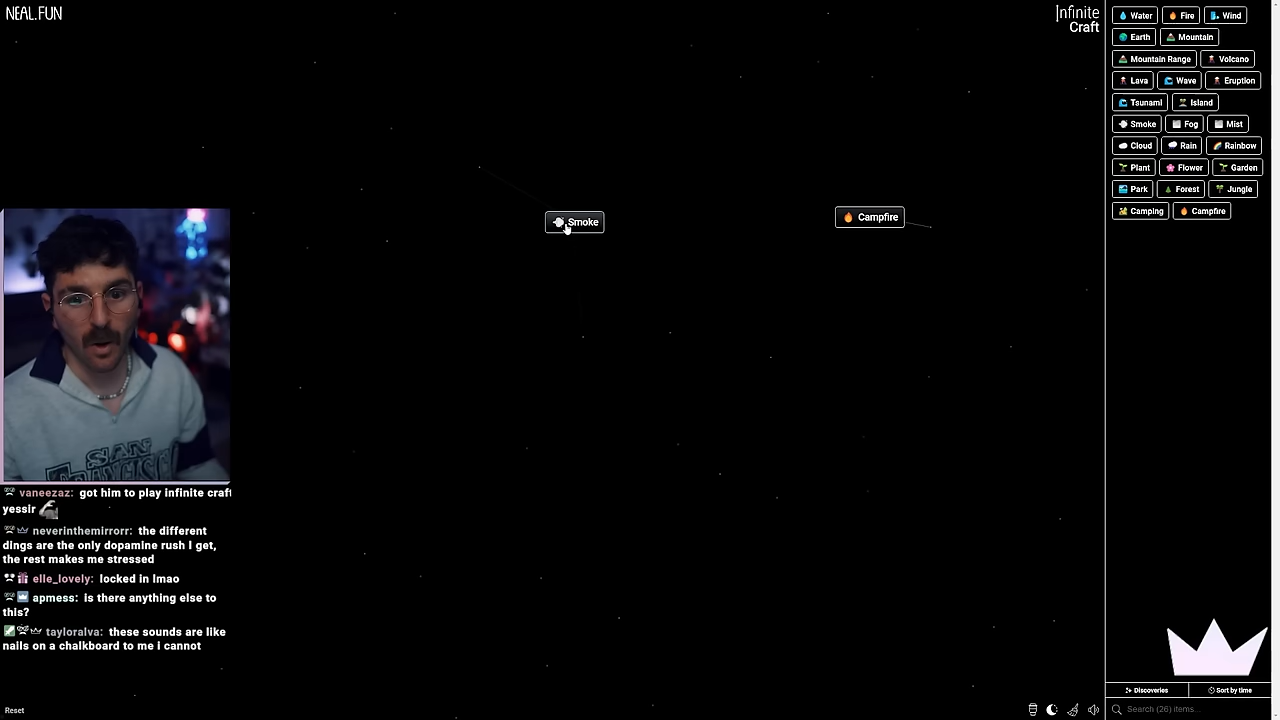 NEAL.FUN
Infinite
Craft
Smoke
Campfire
Water
Fire
Wind
Earth
Mountain
Mountain Range
Volcano
Lava
Wave
Eruption
Tsunami
Island
Smoke
Fog
Mist
Cloud
Rain
Rainbow
Plant
Flower
Garden
Park
Forest
Jungle
Camping
Campfire
SAN
FRANCISC
vaneezaz: got him to play infinite craft
yessir
neverinthemirrorr: the different
dings are the only dopamine rush I get,
the rest makes me stressed
elle_lovely: locked in lmao
apmess: is there anything else to
this?
tayloralva: these sounds are like
nails on a chalkboard to me i cannot
Reset
Discoveries
Sort by time
Search (26) items...